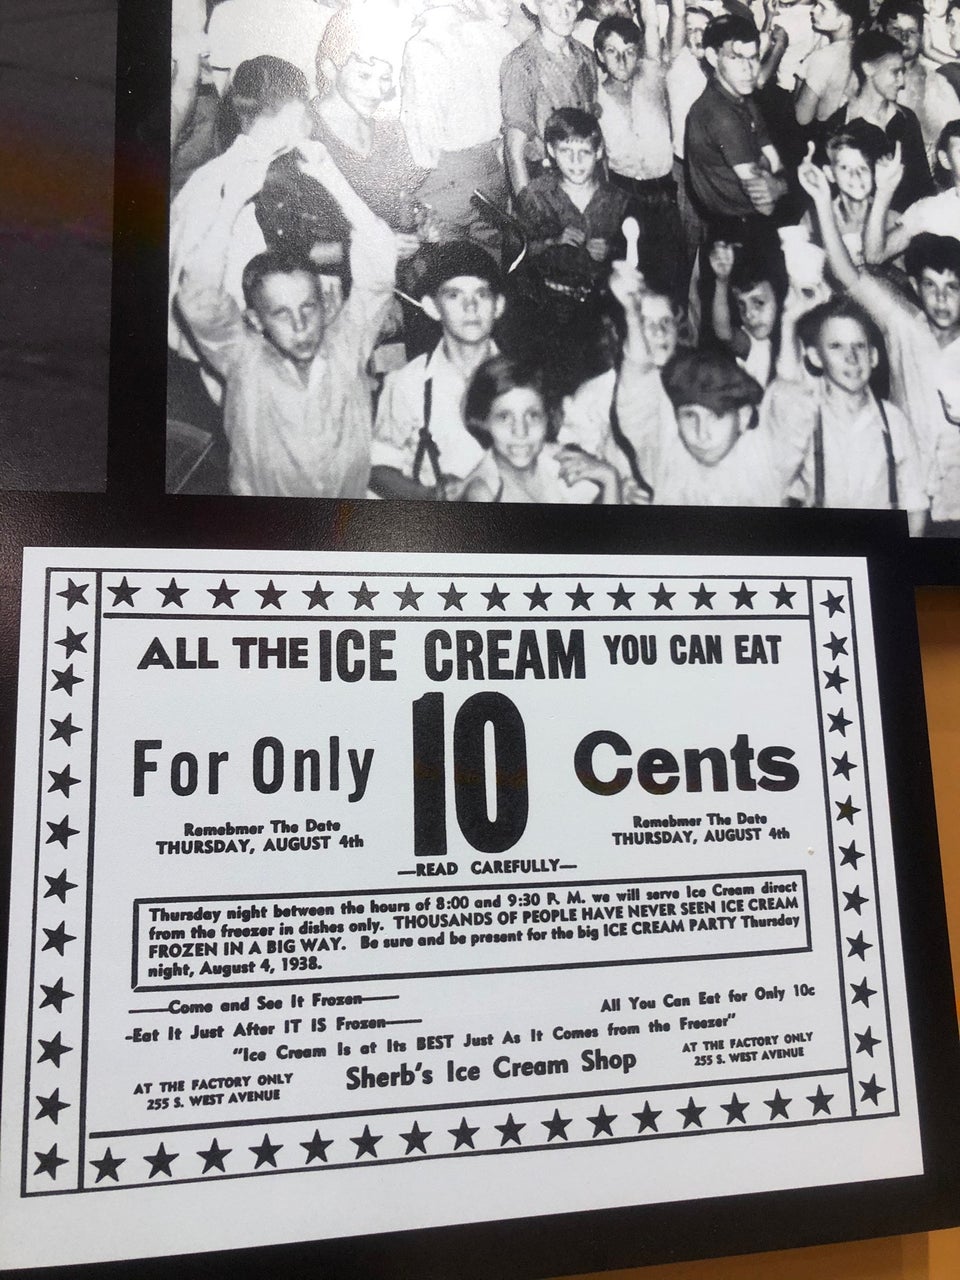 ALL THE ICE CREAM YOU CAN EAT
For Only 10 Cents
Remebmer The Date
THURSDAY, AUGUST 4th
Remebmer The Date
THURSDAY, AUGUST 4th
—READ CAREFULLY—
Thursday night between the hours of 8:00 and 9:30 P. M. we will serve Ice Cream direct
from the freezer in dishes only. THOUSANDS OF PEOPLE HAVE NEVER SEEN ICE CREAM
FROZEN IN A BIG WAY. Be sure and be present for the big ICE CREAM PARTY Thursday
night, August 4, 1938.
——Come and See It Frozen——
All You Can Eat for Only 10c
-Eat It Just After IT IS Frozen——
"Ice Cream Is at Its BEST Just As It Comes from the Freezer"
AT THE FACTORY ONLY
255 S. WEST AVENUE
Sherb's Ice Cream Shop
AT THE FACTORY ONLY
255 S. WEST AVENUE